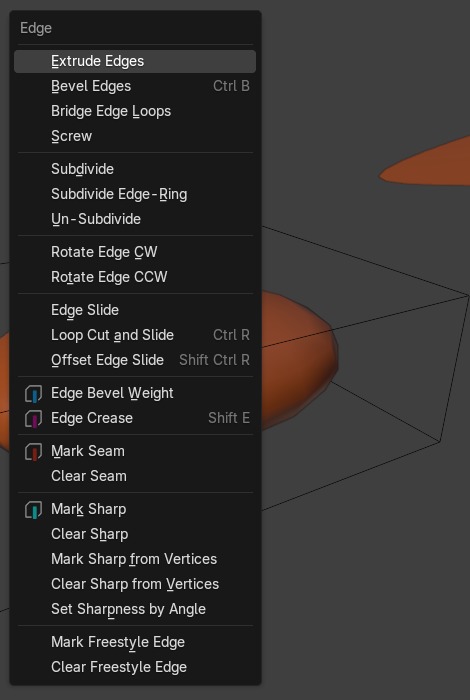 Edge
Extrude Edges
Bevel Edges Ctrl B
Bridge Edge Loops
Screw
Subdivide
Subdivide Edge-Ring
Un-Subdivide
Rotate Edge CW
Rotate Edge CCW
Edge Slide
Loop Cut and Slide Ctrl R
Offset Edge Slide Shift Ctrl R
Edge Bevel Weight
Edge Crease Shift E
Mark Seam
Clear Seam
Mark Sharp
Clear Sharp
Mark Sharp from Vertices
Clear Sharp from Vertices
Set Sharpness by Angle
Mark Freestyle Edge
Clear Freestyle Edge